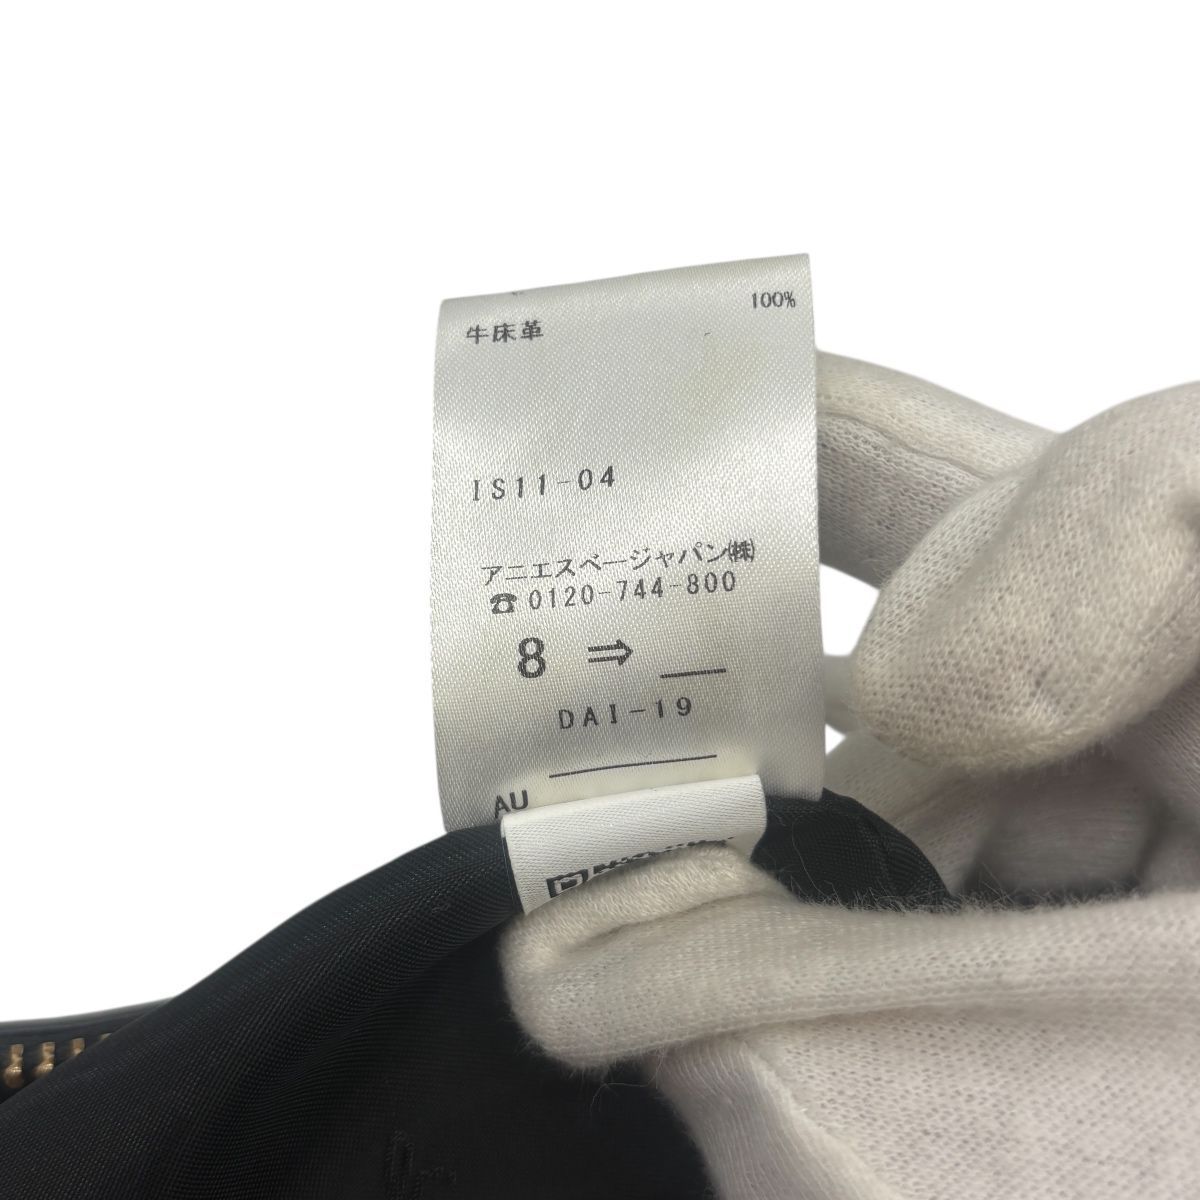 100%
牛床革
IS11-04
アニエスベージャパン㈱
☎0120-744-800
8 ⇒ __
DAI-19
AU